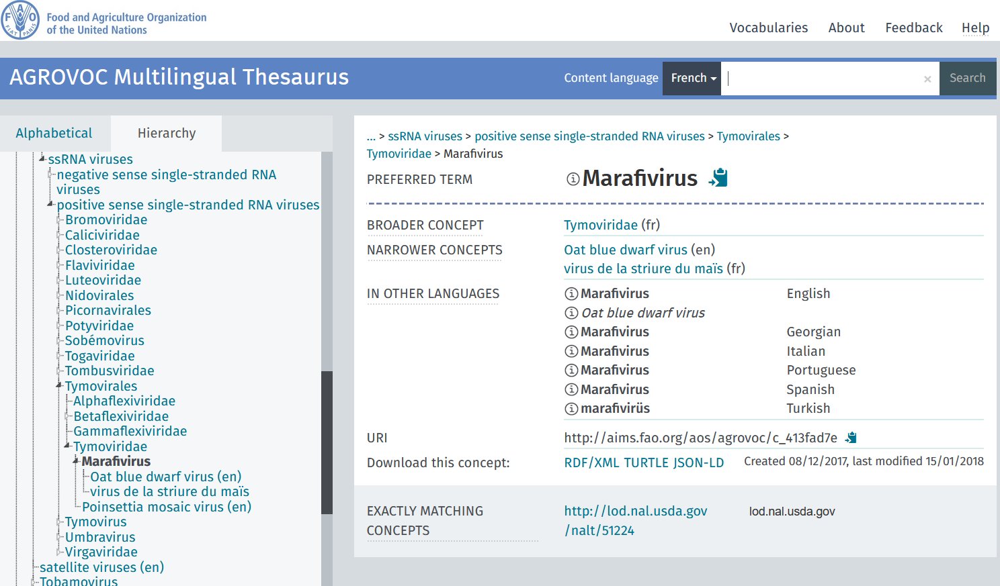 FAO
FIAT PANIS
Food and Agriculture Organization
of the United Nations
Vocabularies About Feedback Help
AGROVOC Multilingual Thesaurus
Content language French × Search
Alphabetical Hierarchy
ssRNA viruses
negative sense single-stranded RNA
viruses
positive sense single-stranded RNA viruses
Bromoviridae
Caliciviridae
Closteroviridae
Flaviviridae
Luteoviridae
Nidovirales
Picornavirales
Potyviridae
Sobémovirus
Togaviridae
Tombusviridae
Tymovirales
Alphaflexiviridae
Betaflexiviridae
Gammaflexiviridae
Tymoviridae
Marafivirus
Oat blue dwarf virus (en)
virus de la striure du maïs
Poinsettia mosaic virus (en)
Tymovirus
Umbravirus
Virgaviridae
satellite viruses (en)
Tobamovirus
... > ssRNA viruses > positive sense single-stranded RNA viruses > Tymovirales >
Tymoviridae > Marafivirus
PREFERRED TERM Marafivirus
BROADER CONCEPT Tymoviridae (fr)
NARROWER CONCEPTS Oat blue dwarf virus (en)
virus de la striure du maïs (fr)
IN OTHER LANGUAGES Marafivirus English
Oat blue dwarf virus
Marafivirus Georgian
Marafivirus Italian
Marafivirus Portuguese
Marafivirus Spanish
marafivirüs Turkish
URI http://aims.fao.org/aos/agrovoc/c_413fad7e
Download this concept: RDF/XML TURTLE JSON-LD Created 08/12/2017, last modified 15/01/2018
EXACTLY MATCHING http://lod.nal.usda.gov lod.nal.usda.gov
CONCEPTS /nalt/51224